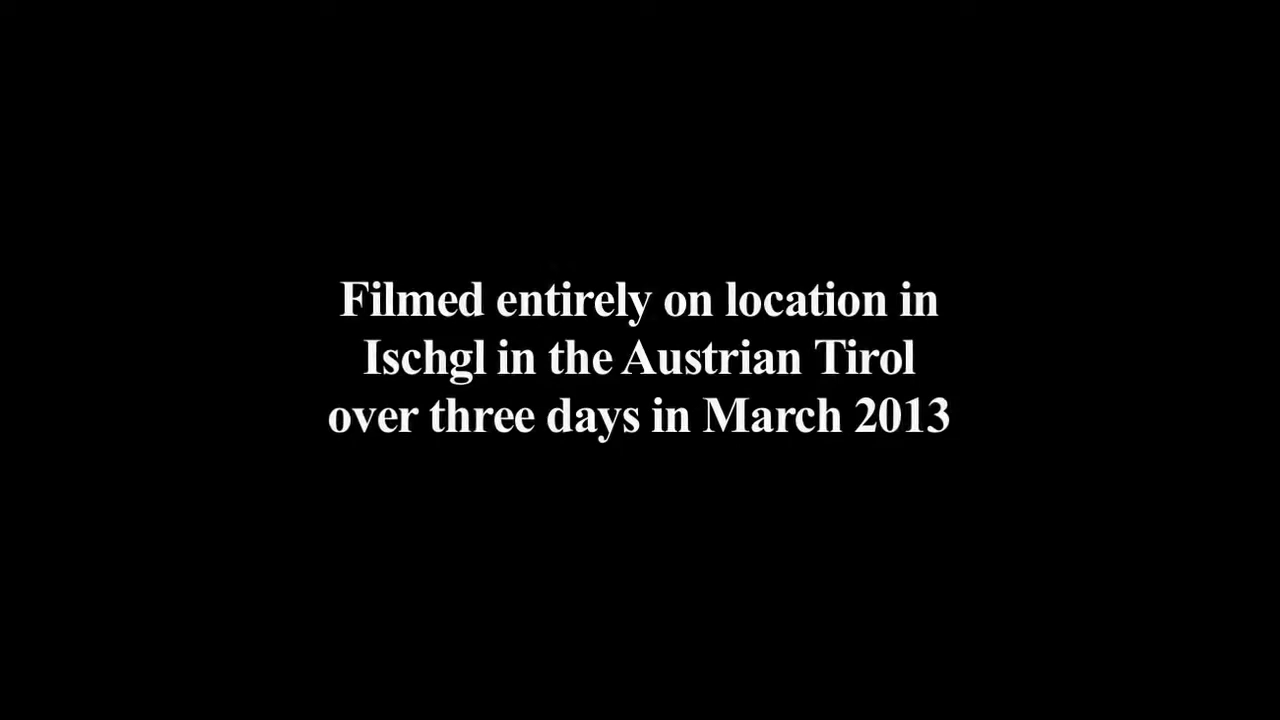 Filmed entirely on location in
Ischgl in the Austrian Tirol
over three days in March 2013